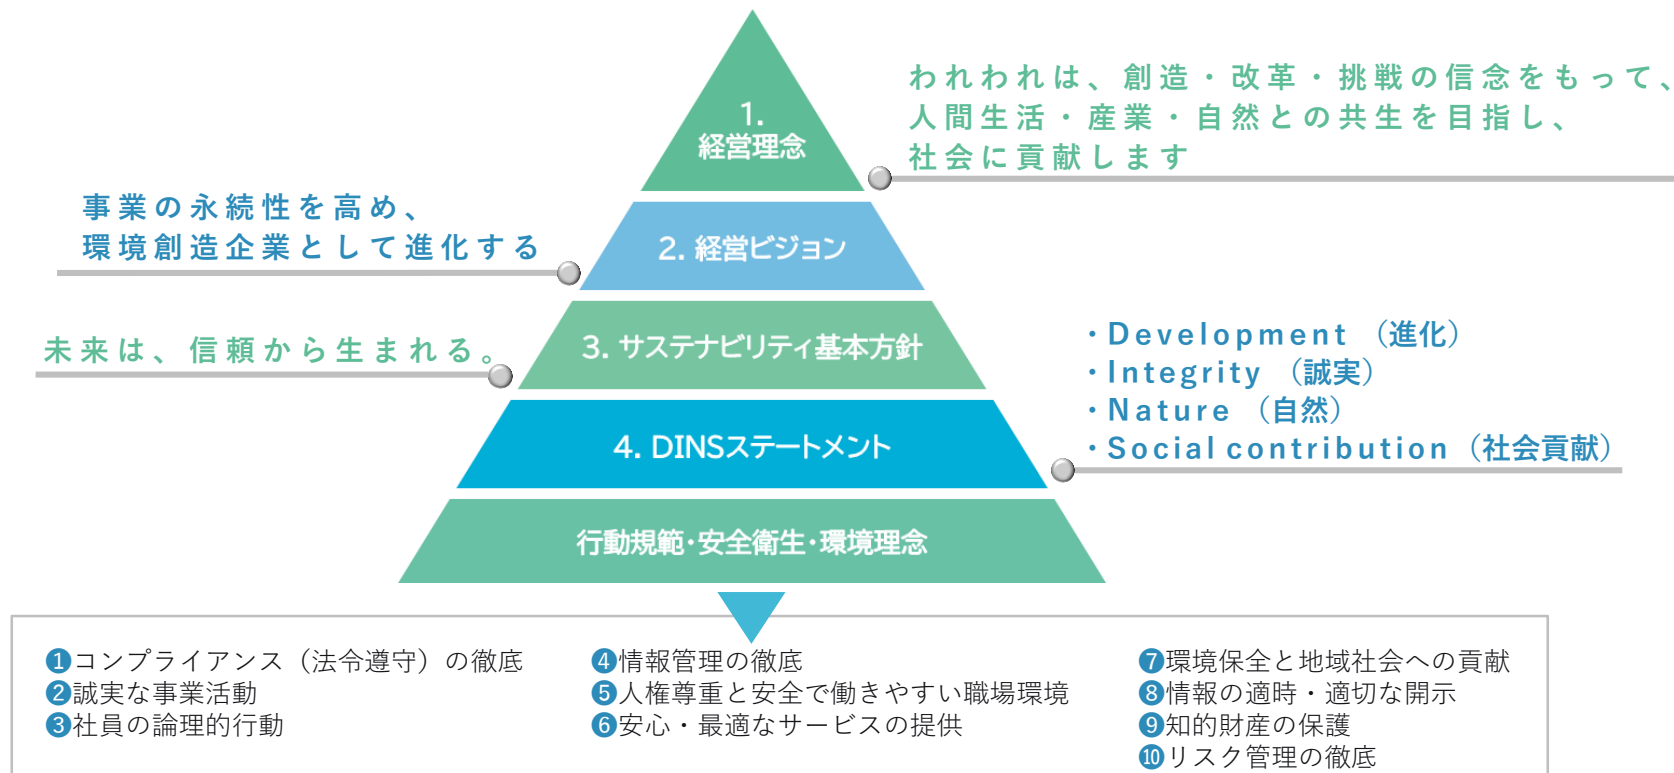 1.
経営理念
われわれは、創造・改革・挑戦の信念をもって、
人間生活・産業・自然との共生を目指し、
社会に貢献します
事業の永続性を高め、
環境創造企業として進化する
2. 経営ビジョン
未来は、信頼から生まれる。
3. サステナビリティ基本方針
・Development （進化）
・Integrity （誠実）
・Nature （自然）
・Social contribution（社会貢献）
4. DINSステートメント
行動規範・安全衛生・環境理念
❶コンプライアンス（法令遵守）の徹底
❷誠実な事業活動
❸社員の論理的行動
❹情報管理の徹底
❺人権尊重と安全で働きやすい職場環境
❻安心・最適なサービスの提供
❼環境保全と地域社会への貢献
❽情報の適時・適切な開示
❾知的財産の保護
❿リスク管理の徹底